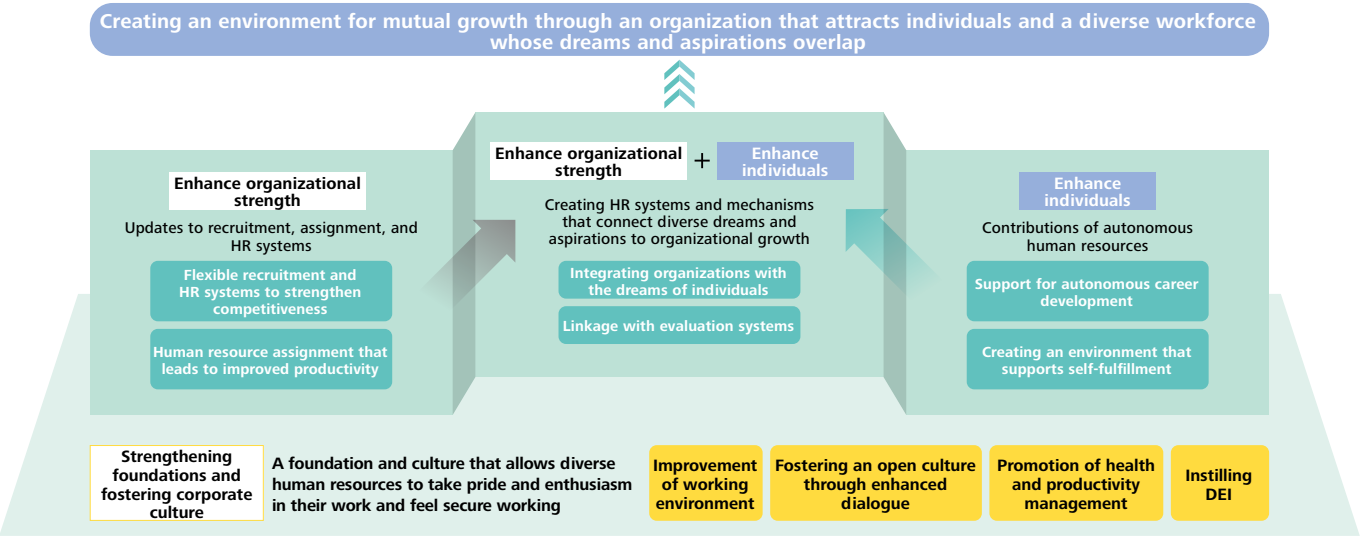 Creating an environment for mutual growth through an organization that attracts individuals and a diverse workforce
whose dreams and aspirations overlap
Enhance organizational
strength
Updates to recruitment, assignment, and
HR systems
Flexible recruitment and
HR systems to strengthen
competitiveness
Human resource assignment that
leads to improved productivity
Enhance organizational
strength
+
Enhance
individuals
Creating HR systems and mechanisms
that connect diverse dreams and
aspirations to organizational growth
Integrating organizations with
the dreams of individuals
Linkage with evaluation systems
Enhance
individuals
Contributions of autonomous
human resources
Support for autonomous career
development
Creating an environment that
supports self-fulfillment
Strengthening
foundations and
fostering corporate
culture
A foundation and culture that allows diverse
human resources to take pride and enthusiasm
in their work and feel secure working
Improvement
of working
environment
Fostering an open culture
through enhanced
dialogue
Promotion of health
and productivity
management
Instilling
DEI